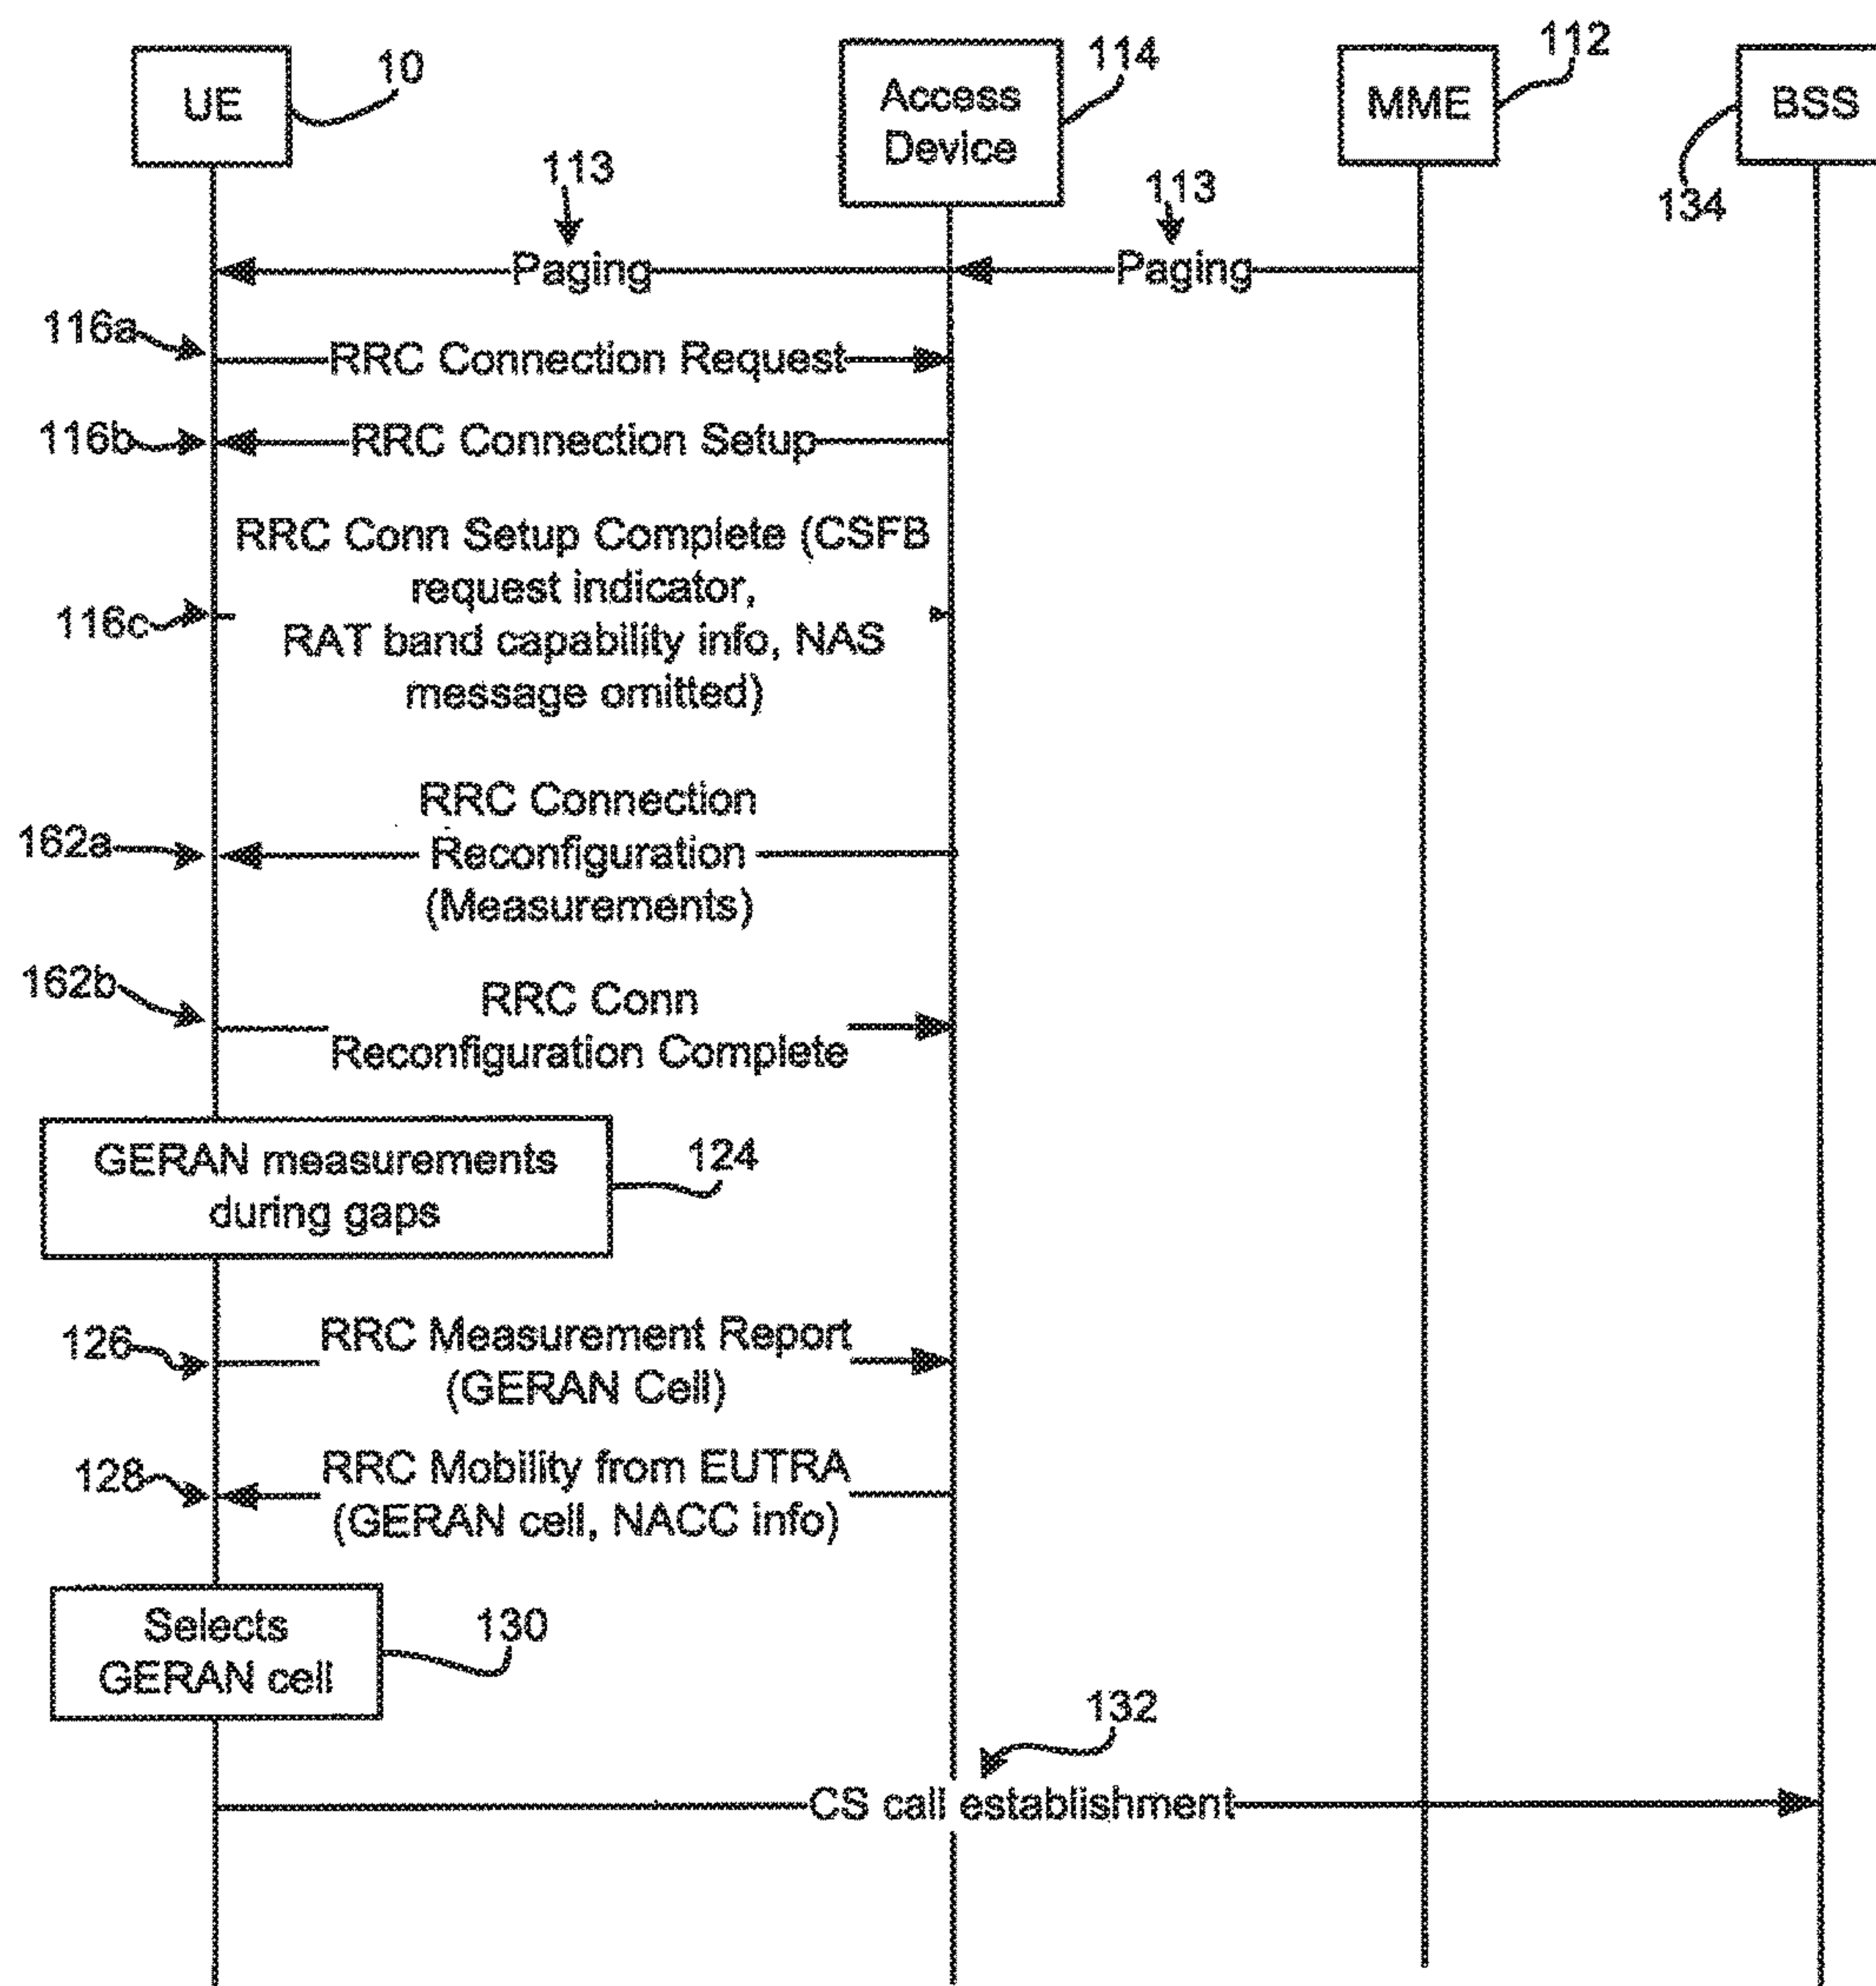 UE
10
Access
Device
114
MME
112
BSS
134
113
113
Paging
Paging
116a
RRC Connection Request
116b
RRC Connection Setup
RRC Conn Setup Complete (CSFB
request indicator,
116c
RAT band capability info, NAS
message omitted)
RRC Connection
162a
Reconfiguration
(Measurements)
162b
RRC Conn
Reconfiguration Complete
GERAN measurements
during gaps
124
126
RRC Measurement Report
(GERAN Cell)
128
RRC Mobility from EUTRA
(GERAN cell, NACC info)
Selects
GERAN cell
130
132
CS call establishment